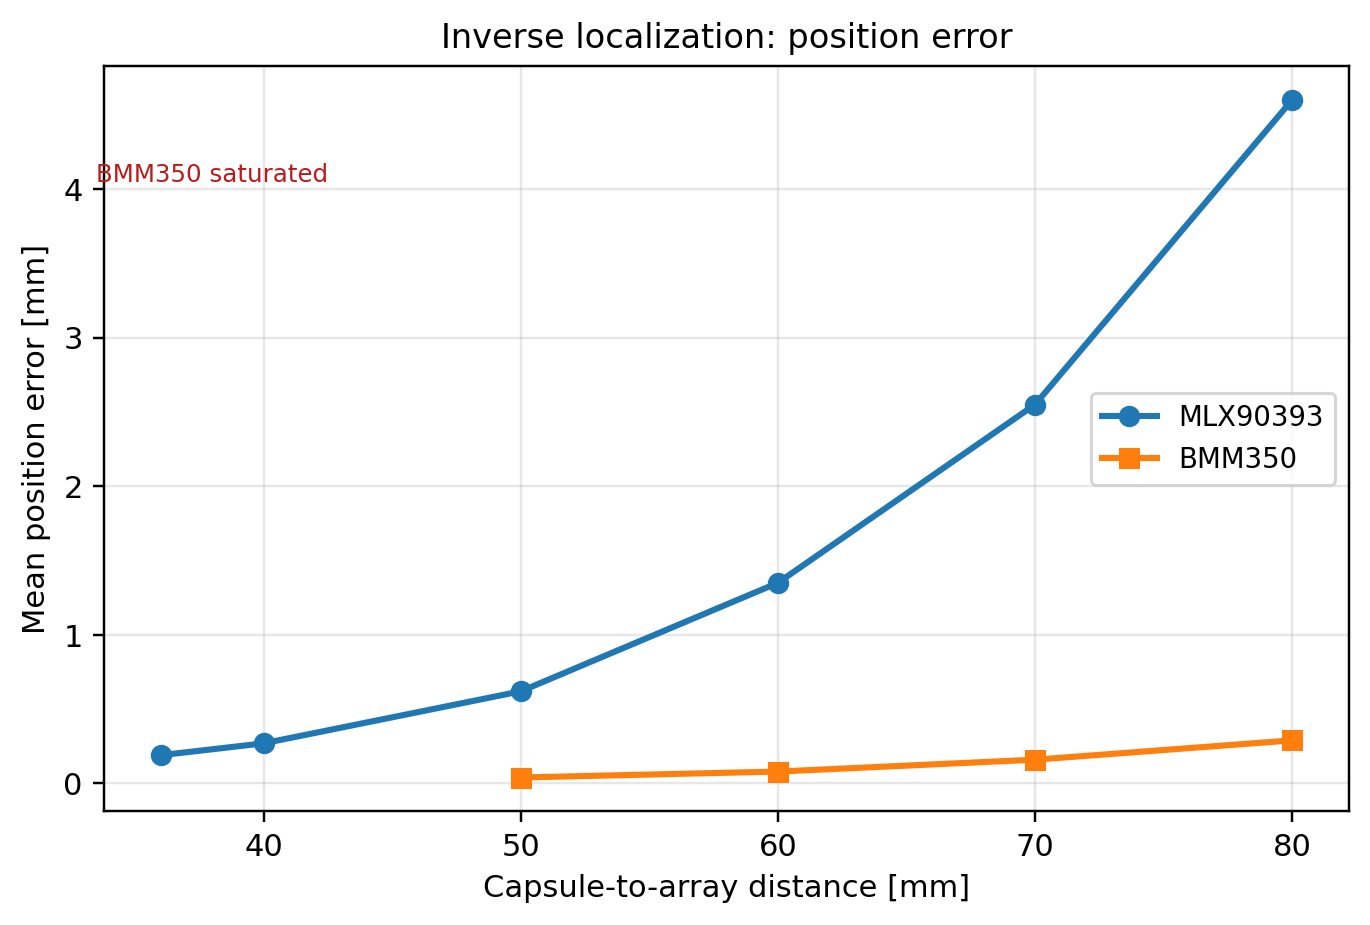 Inverse localization: position error
BMM350 saturated
Mean position error [mm]
4
3
2
1
0
MLX90393
BMM350
40 50 60 70 80
Capsule-to-array distance [mm]